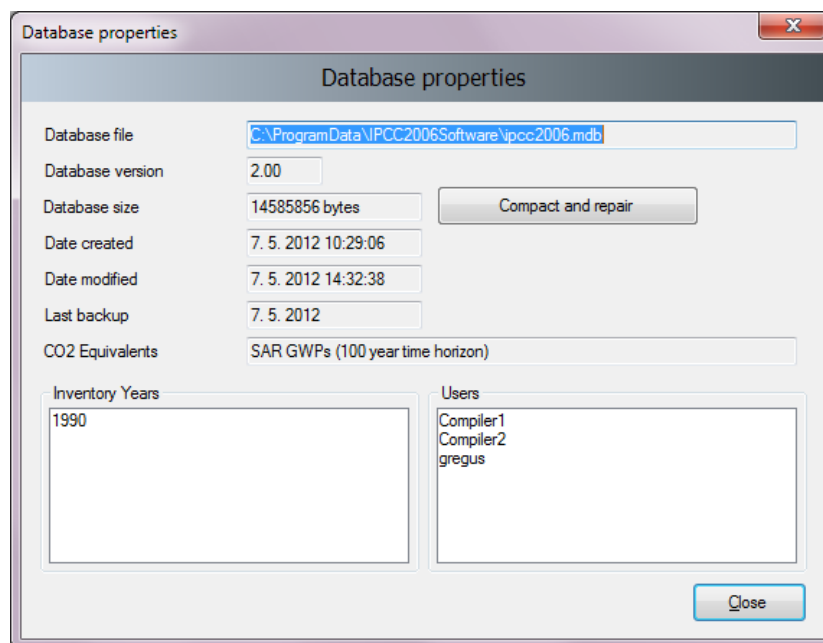 Database properties
Database properties
Database file C:\ProgramData\IPCC2006Software\ipcc2006.mdb
Database version 2.00
Database size 14585856 bytes Compact and repair
Date created 7. 5. 2012 10:29:06
Date modified 7. 5. 2012 14:32:38
Last backup 7. 5. 2012
CO2 Equivalents SAR GWPs (100 year time horizon)
Inventory Years
1990
Users
Compiler1
Compiler2
gregus
Close